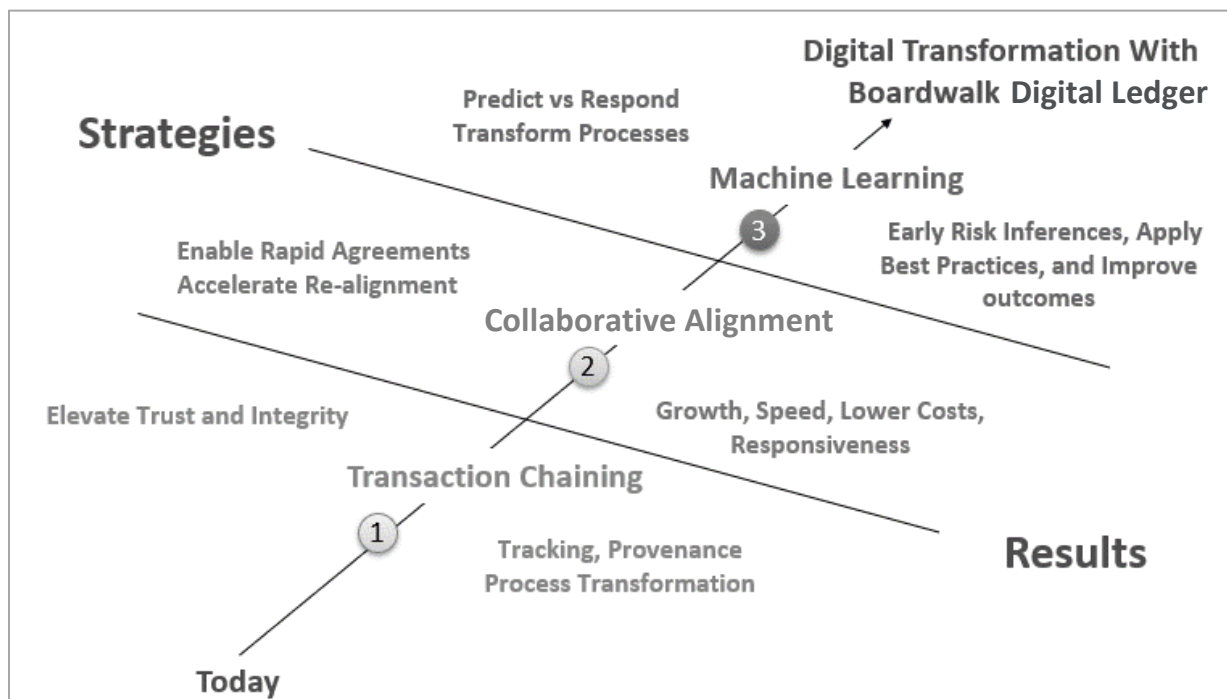 Digital Transformation With
Boardwalk Digital Ledger
Predict vs Respond
Transform Processes
Strategies
Machine Learning
3
Early Risk Inferences, Apply
Best Practices, and Improve
outcomes
Enable Rapid Agreements
Accelerate Re-alignment
Collaborative Alignment
2
Elevate Trust and Integrity
Growth, Speed, Lower Costs,
Responsiveness
Transaction Chaining
1
Tracking, Provenance
Process Transformation
Results
Today